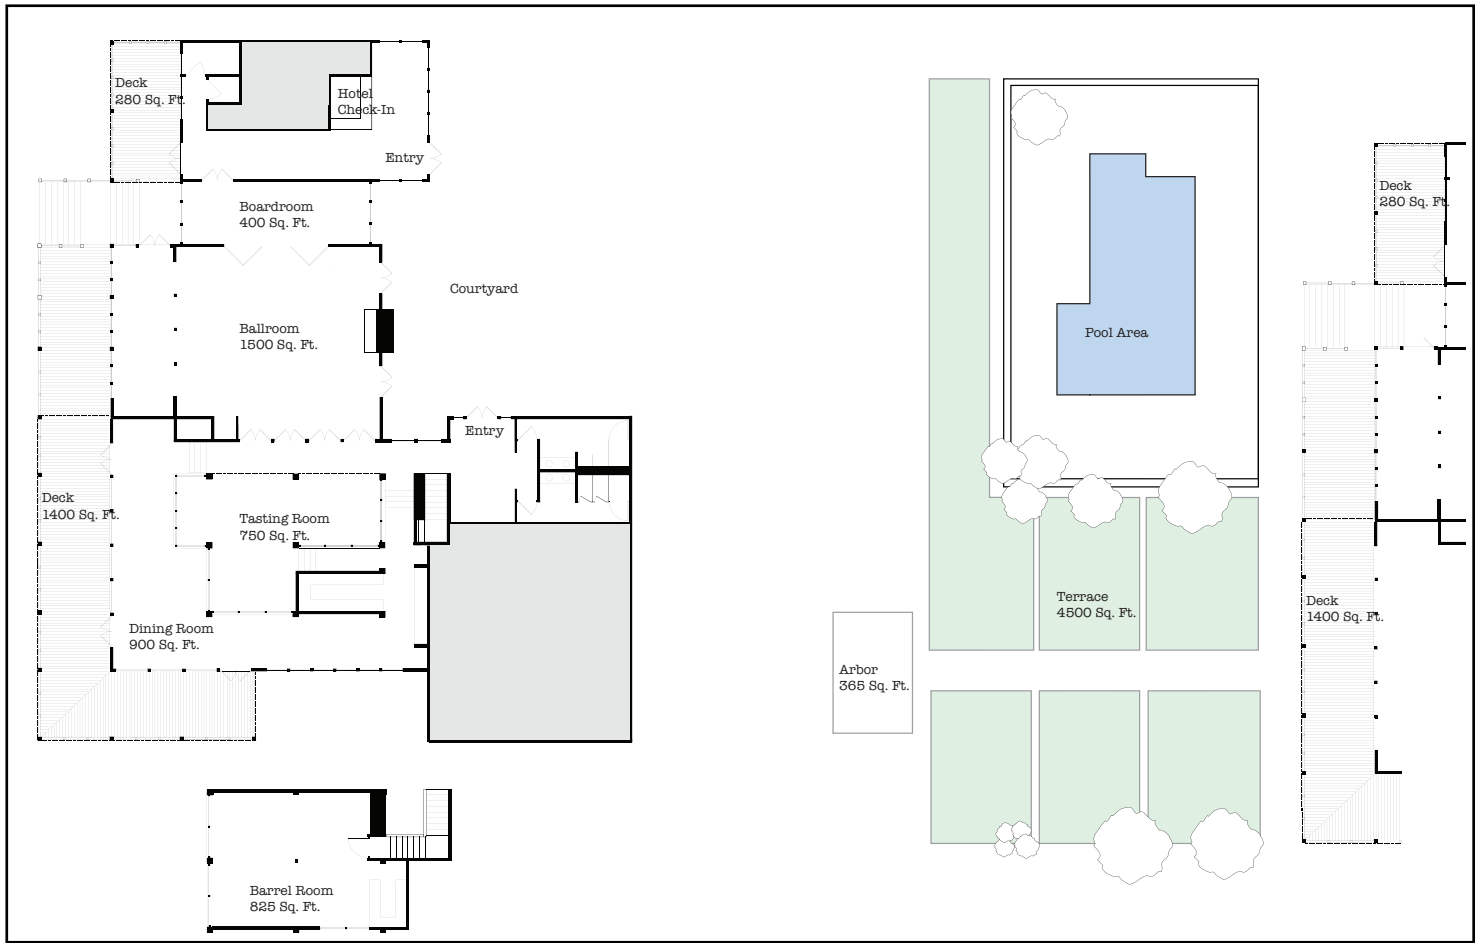 Deck
280 Sq. Ft.
Hotel
Check-In
Entry
Boardroom
400 Sq. Ft.
Courtyard
Ballroom
1500 Sq. Ft.
Entry
Deck
1400 Sq. Ft.
Tasting Room
750 Sq. Ft.
Dining Room
900 Sq. Ft.
Barrel Room
825 Sq. Ft.
Pool Area
Terrace
4500 Sq. Ft.
Arbor
365 Sq. Ft.
Deck
280 Sq. Ft.
Deck
1400 Sq. Ft.